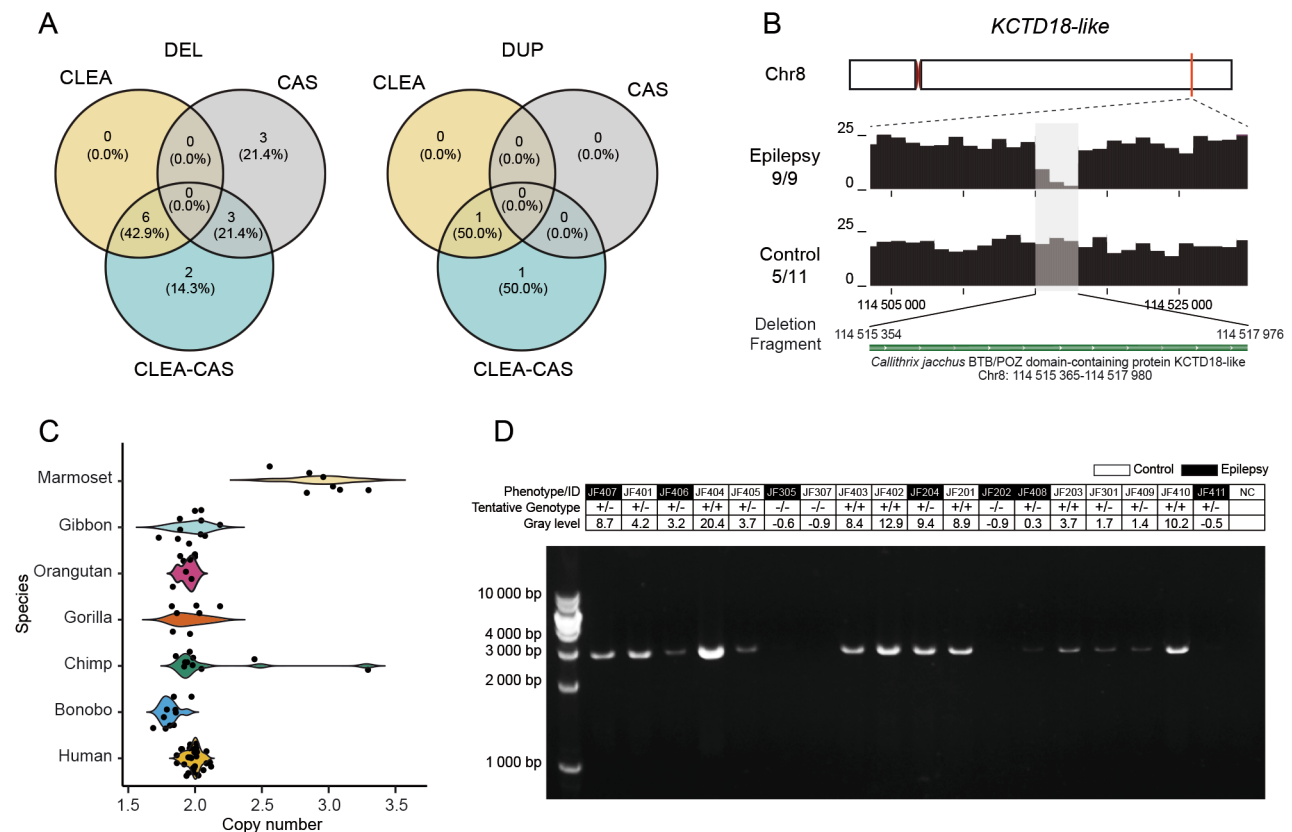 A
DEL
CLEA
CAS
0
(0.0%)
0
(0.0%)
3
(21.4%)
0
(0.0%)
6
(42.9%)
3
(21.4%)
2
(14.3%)
CLEA-CAS
DUP
CLEA
CAS
0
(0.0%)
0
(0.0%)
0
(0.0%)
0
(0.0%)
1
(50.0%)
0
(0.0%)
1
(50.0%)
CLEA-CAS
B
KCTD18-like
Chr8
25
Epilepsy
9/9
0
25
Control
5/11
0
114 505 000 114 525 000
Deletion
Fragment
114 515 354 114 517 976
Callithrix jacchus BTB/POZ domain-containing protein KCTD18-like
Chr8: 114 515 365-114 517 980
C
Species
Marmoset
Gibbon
Orangutan
Gorilla
Chimp
Bonobo
Human
1.5 2.0 2.5 3.0 3.5
Copy number
D
Control Epilepsy
Phenotype/ID JF407 JF401 JF406 JF404 JF405 JF305 JF307 JF403 JF402 JF204 JF201 JF202 JF408 JF203 JF301 JF409 JF410 JF411 NC
Tentative Genotype +/- +/- +/- +/+ +/- -/- -/- +/+ +/+ +/+ +/+ -/- +/- +/+ +/- +/- +/+ +/-
Gray level 8.7 4.2 3.2 20.4 3.7 -0.6 -0.9 8.4 12.9 9.4 8.9 -0.9 0.3 3.7 1.7 1.4 10.2 -0.5
10 000 bp
4 000 bp
3 000 bp
2 000 bp
1 000 bp